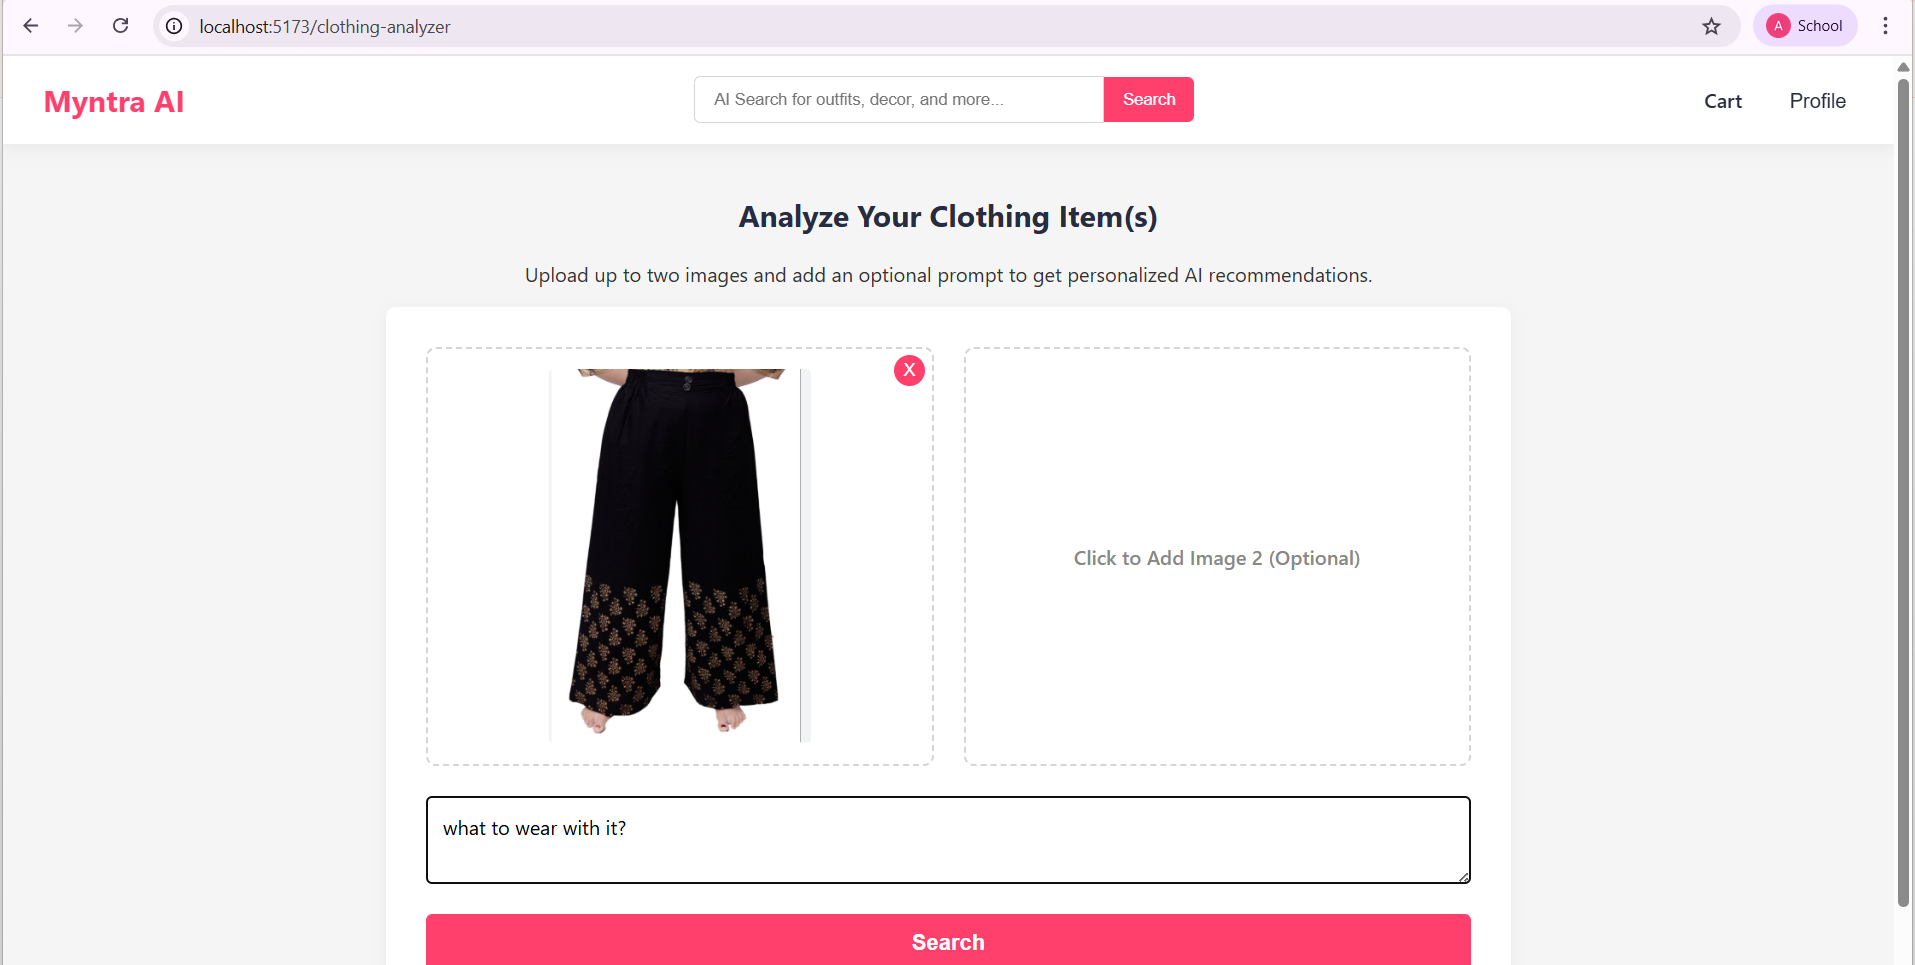 localhost:5173/clothing-analyzer
A School
Myntra AI
AI Search for outfits, decor, and more...
Search
Cart
Profile
Analyze Your Clothing Item(s)
Upload up to two images and add an optional prompt to get personalized AI recommendations.
X
Click to Add Image 2 (Optional)
what to wear with it?
Search